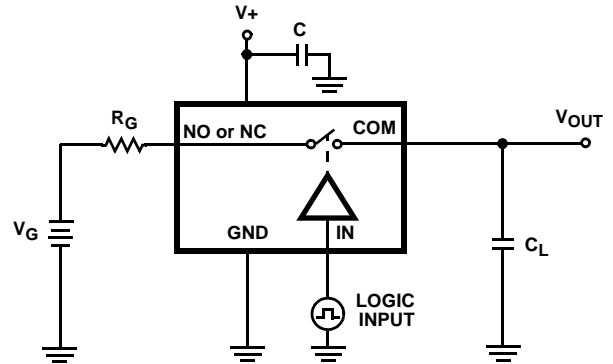 V+
C
RG
NO or NC
COM
VOUT
VG
GND
IN
CL
LOGIC
INPUT